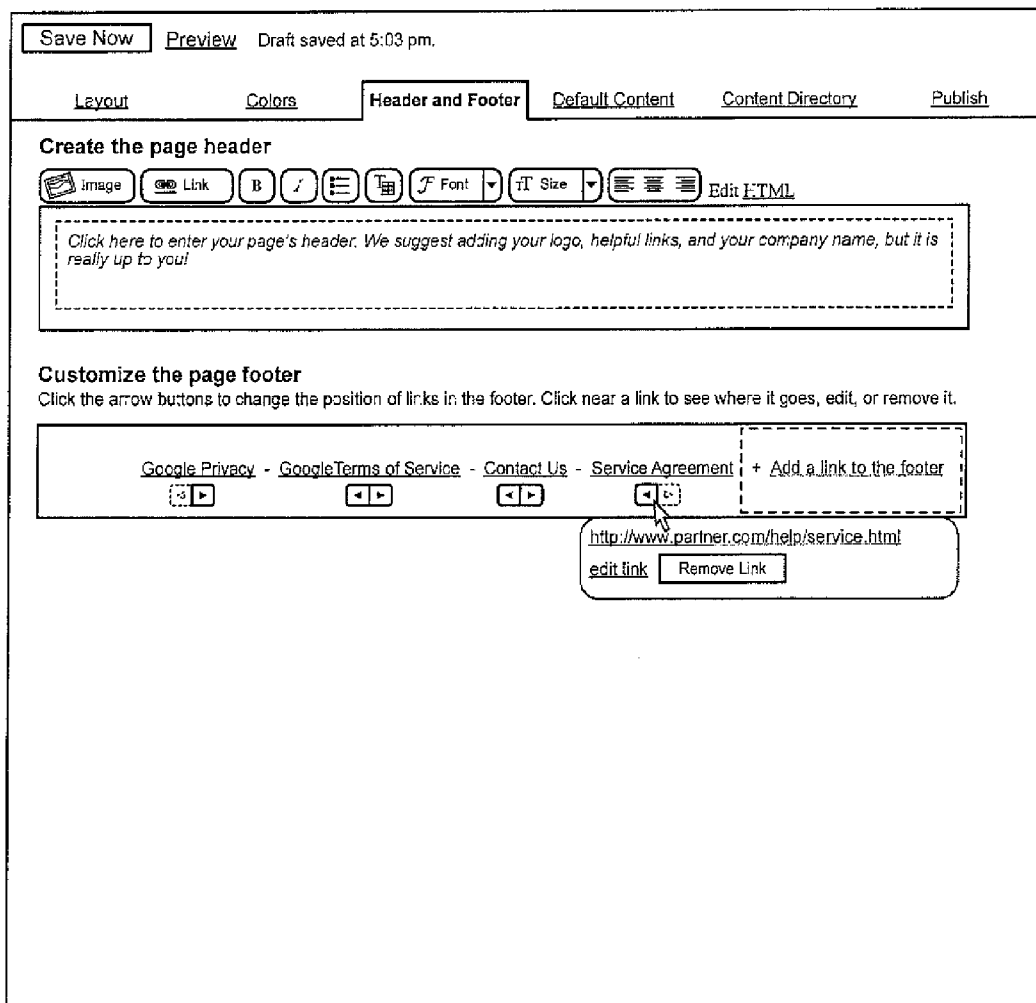 Save Now Preview Draft saved at 5:03 pm.
Layout Colors Header and Footer Default Content Content Directory Publish
Create the page header
Image Link B I T F Font TT Size Edit HTML
Click here to enter your page's header. We suggest adding your logo, helpful links, and your company name, but it is
really up to you!
Customize the page footer
Click the arrow buttons to change the position of links in the footer. Click near a link to see where it goes, edit, or remove it.
Google Privacy - GoogleTerms of Service - Contact Us - Service Agreement + Add a link to the footer
http://www.partner.com/help/service.html
edit link Remove Link